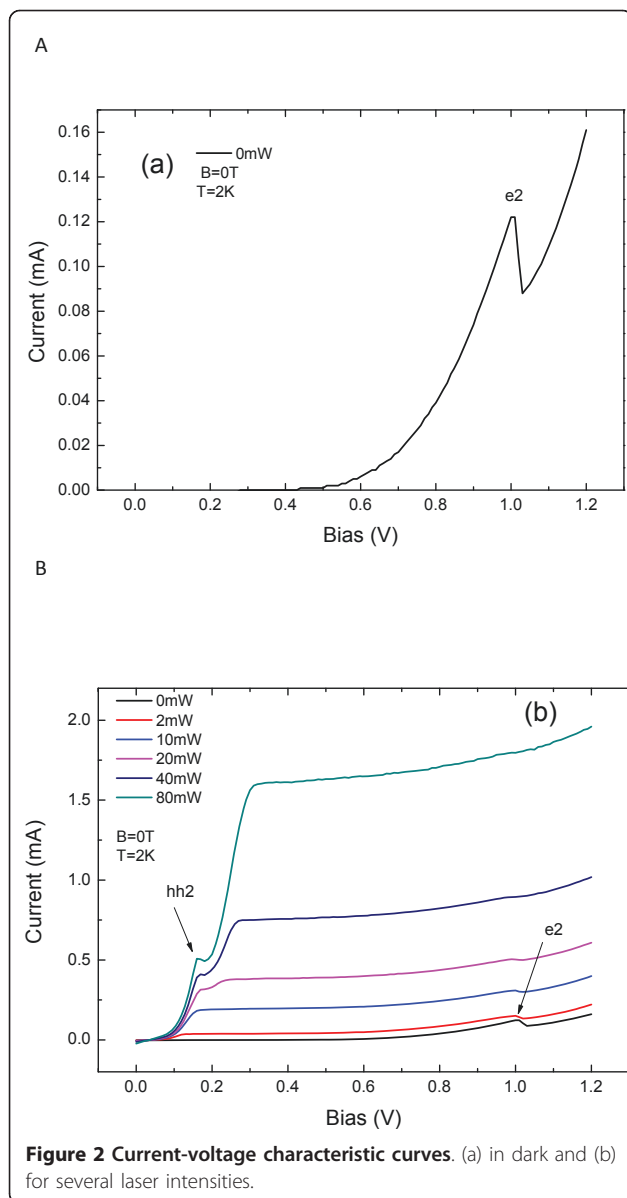 A
(a)
0mW
B=0T
T=2K
e2
0.16
0.14
0.12
0.10
0.08
0.06
0.04
0.02
0.00
Current (mA)
0.0 0.2 0.4 0.6 0.8 1.0 1.2
Bias (V)
B
(b)
0mW
2mW
10mW
20mW
40mW
80mW
B=0T
T=2K
hh2
e2
2.0
1.5
1.0
0.5
0.0
Current (mA)
0.0 0.2 0.4 0.6 0.8 1.0 1.2
Bias (V)
Figure 2 Current-voltage characteristic curves. (a) in dark and (b)
for several laser intensities.